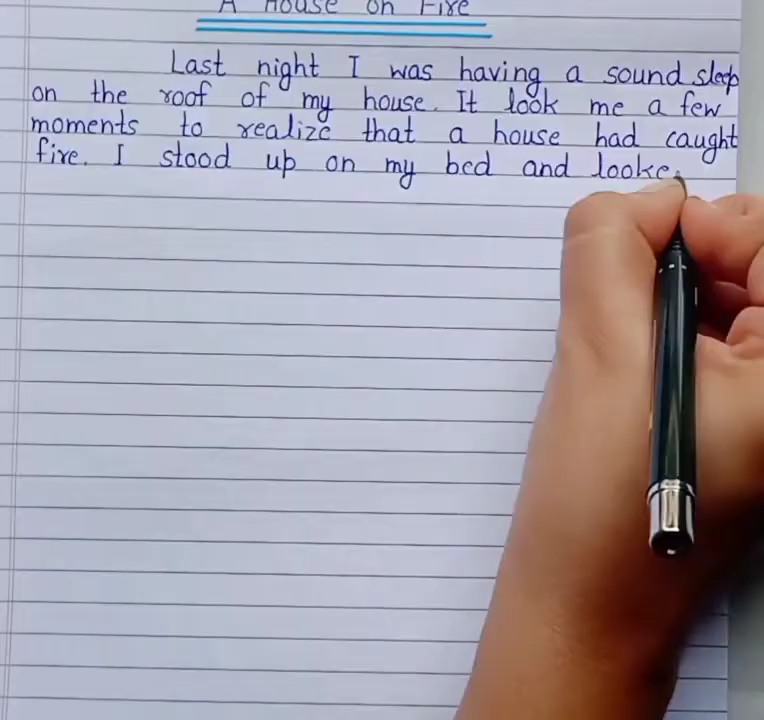 A House on Fire
Last night I was having a sound sleep
on the roof of my house. It look me a few
moments to realize that a house had caught
fire. I stood up on my bed and looke